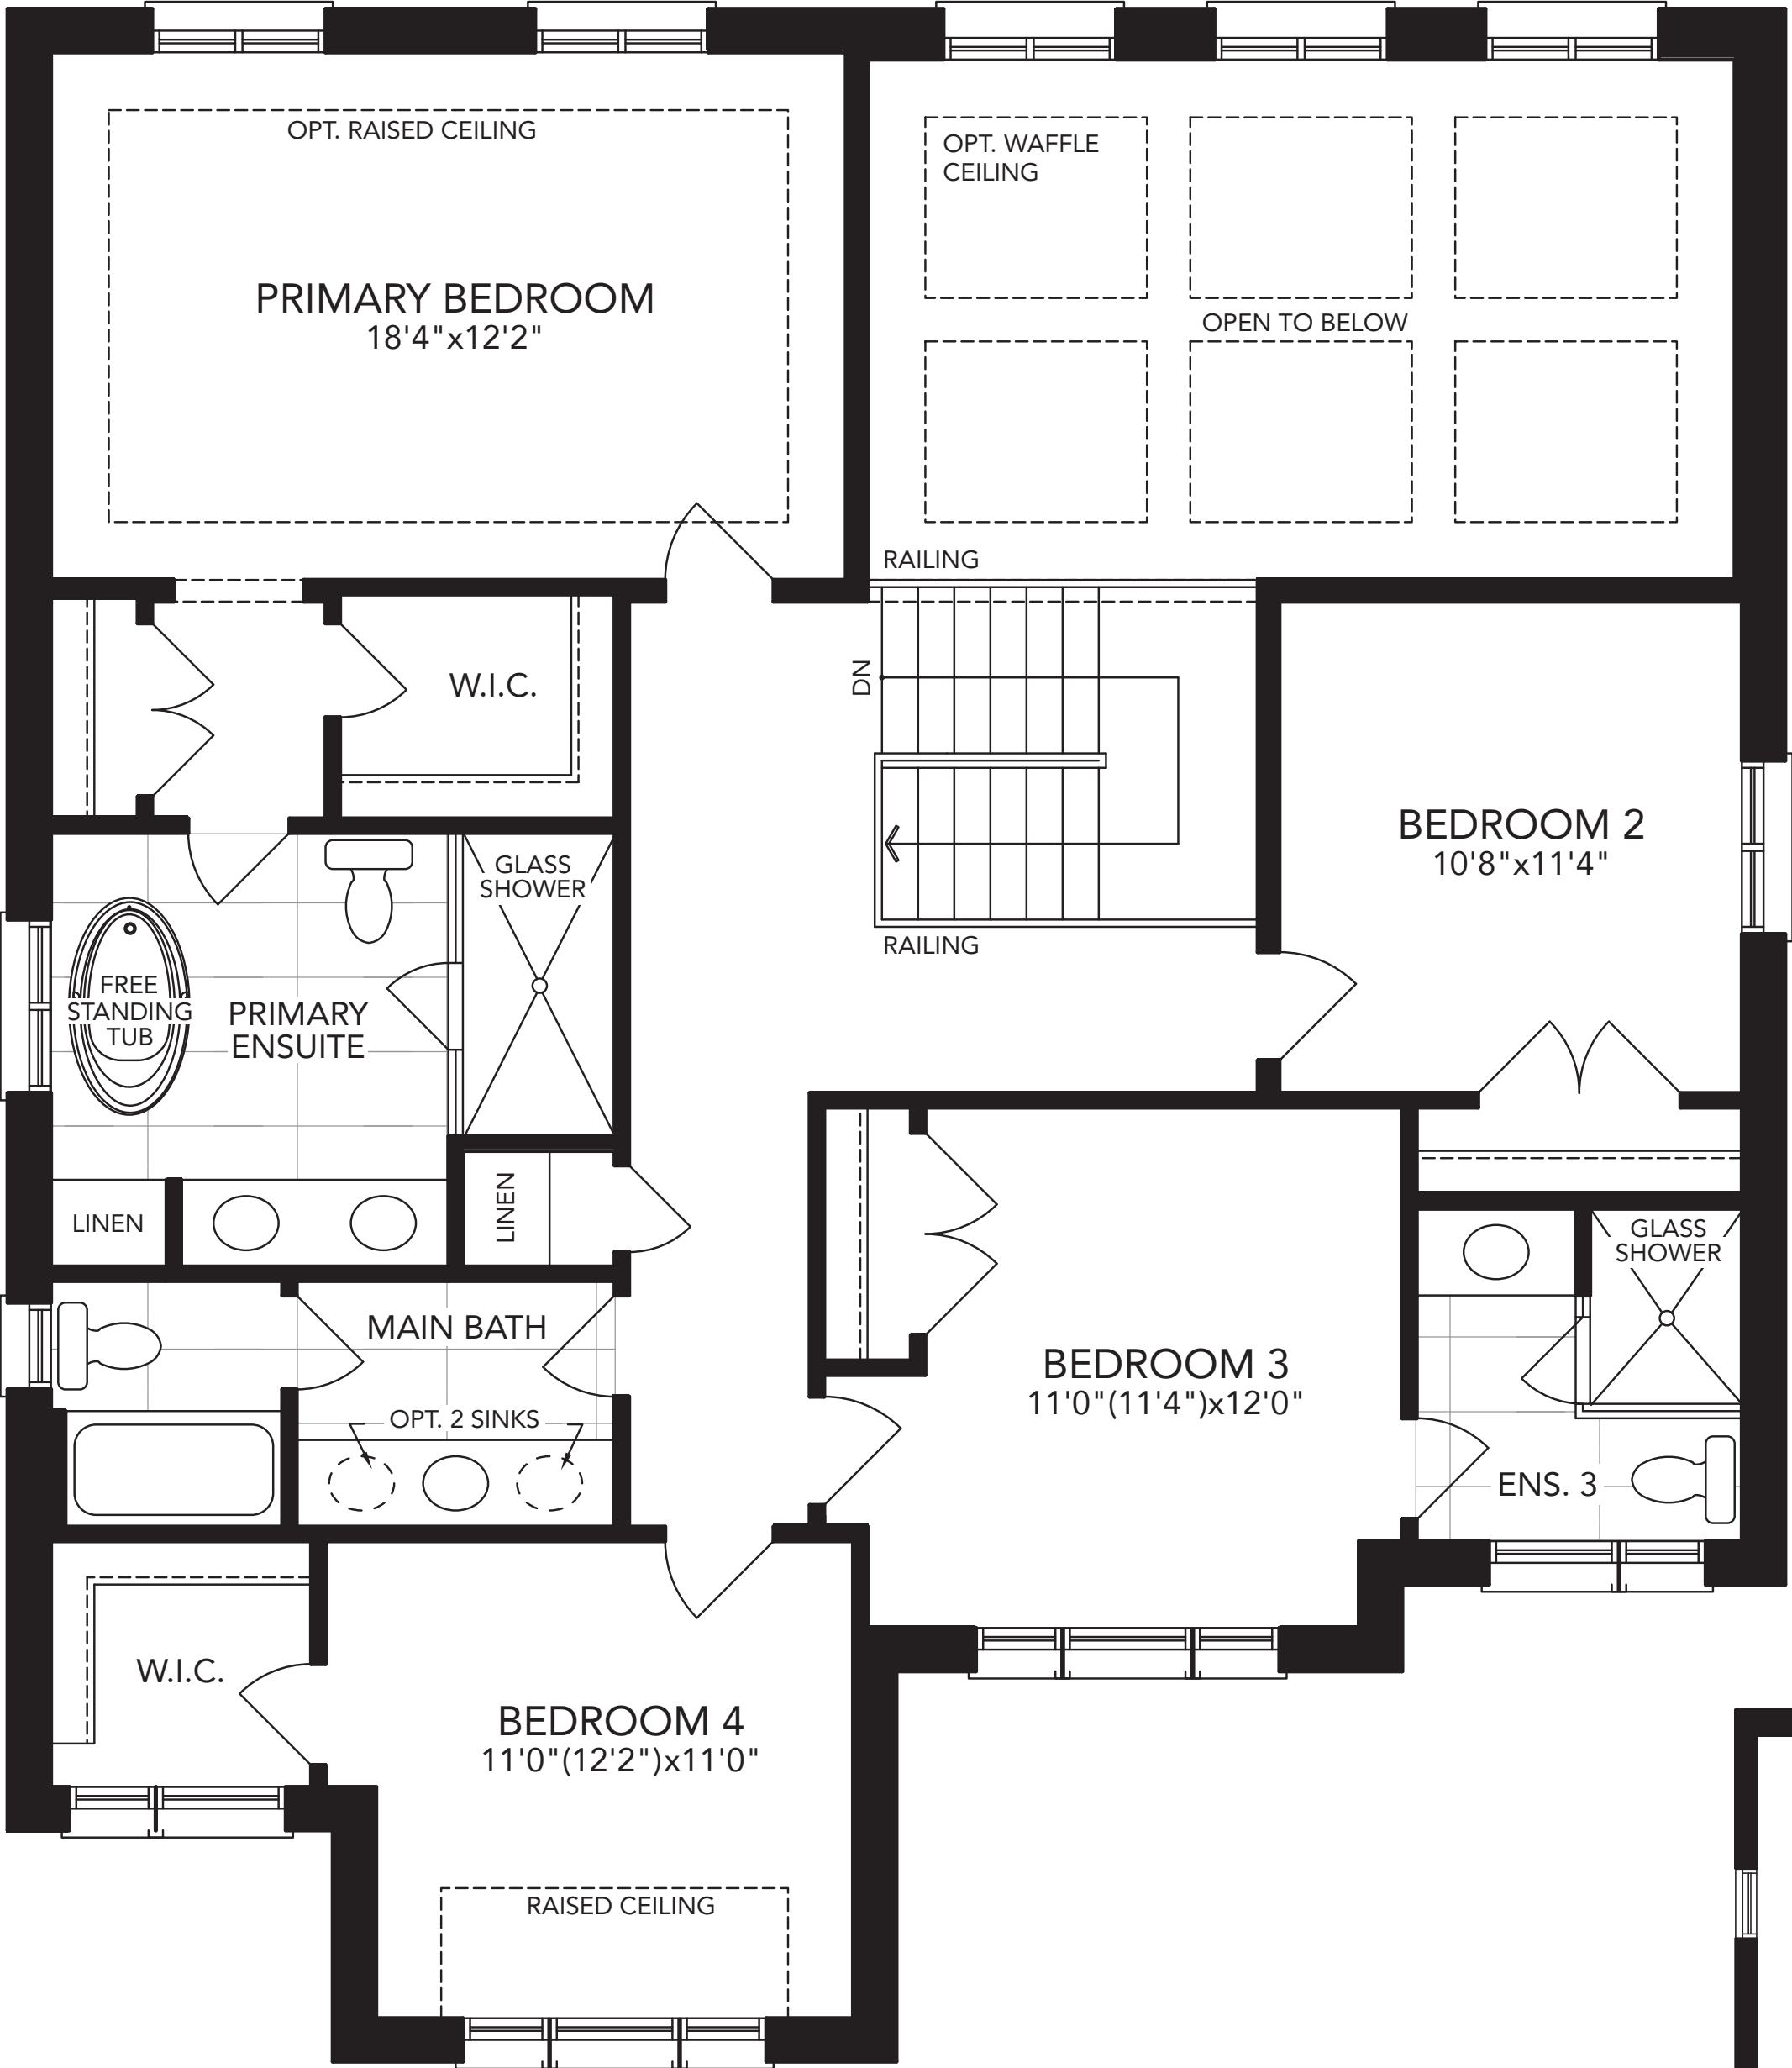 OPT. RAISED CEILING
PRIMARY BEDROOM
18'4"x12'2"
OPT. WAFFLE
CEILING
OPEN TO BELOW
RAILING
W.I.C.
DN
RAILING
BEDROOM 2
10'8"x11'4"
GLASS
SHOWER
FREE
STANDING
TUB
PRIMARY
ENSUITE
LINEN
LINEN
MAIN BATH
OPT. 2 SINKS
BEDROOM 3
11'0"(11'4")x12'0"
GLASS
SHOWER
ENS. 3
W.I.C.
BEDROOM 4
11'0"(12'2")x11'0"
RAISED CEILING